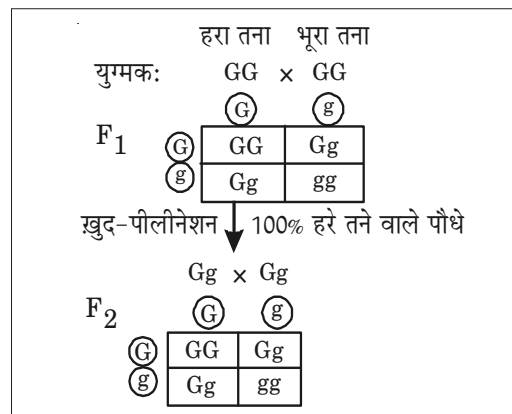 हरा तना भूरा तना
युग्मकः GG × GG
G g
F1 G GG Gg
g Gg gg
ख़ुद-पीलीनेशन 100% हरे तने वाले पौधे
Gg × Gg
F2 G g
G GG Gg
g Gg gg